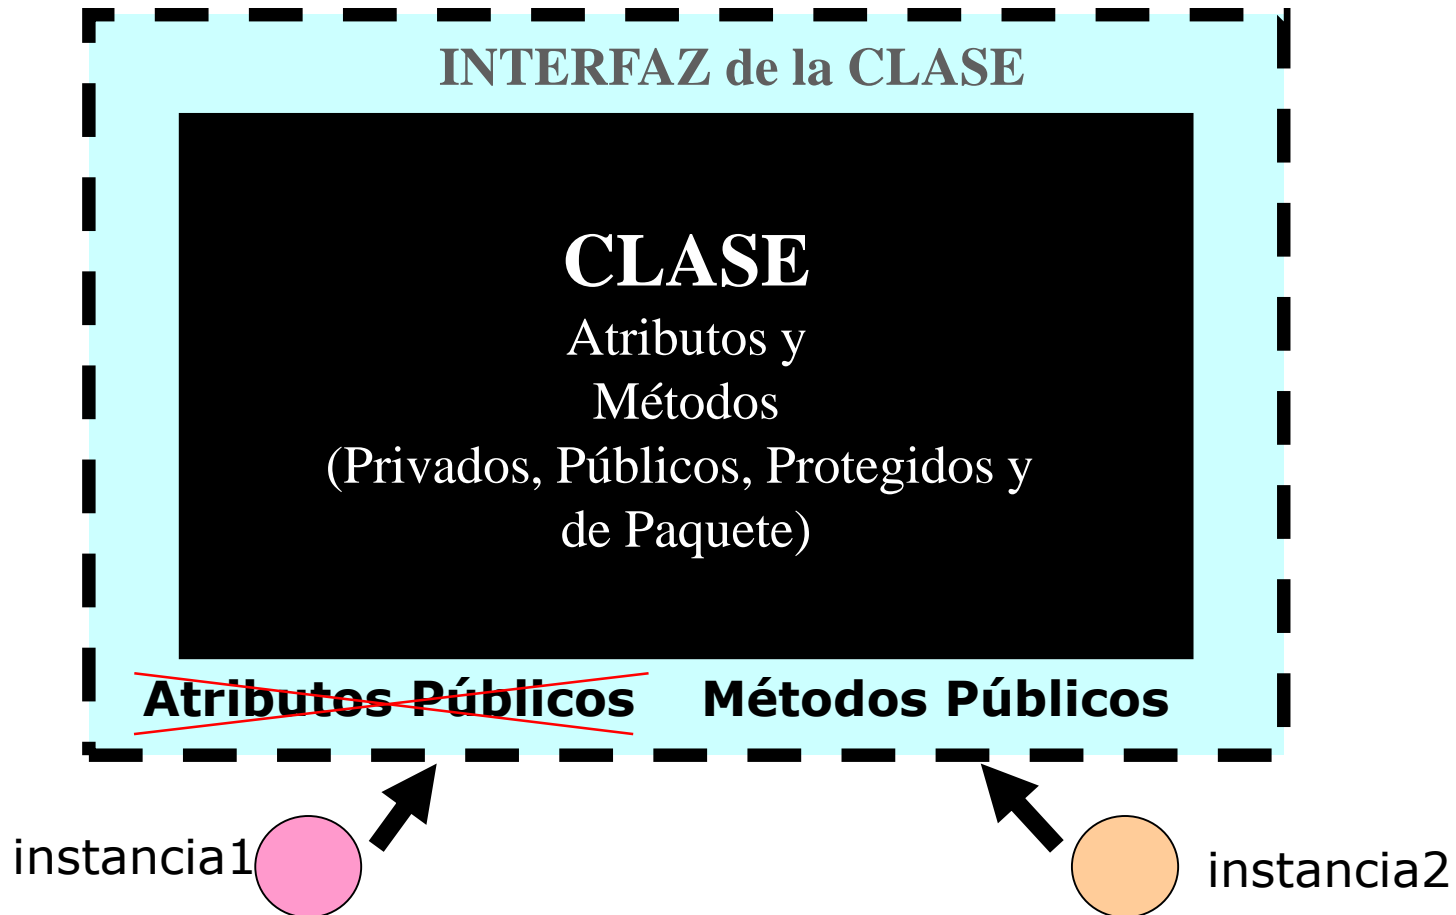 INTERFAZ de la CLASE
CLASE
Atributos y
Métodos
(Privados, Públicos, Protegidos y
de Paquete)
Atributos Públicos
Métodos Públicos
instancia1
instancia2